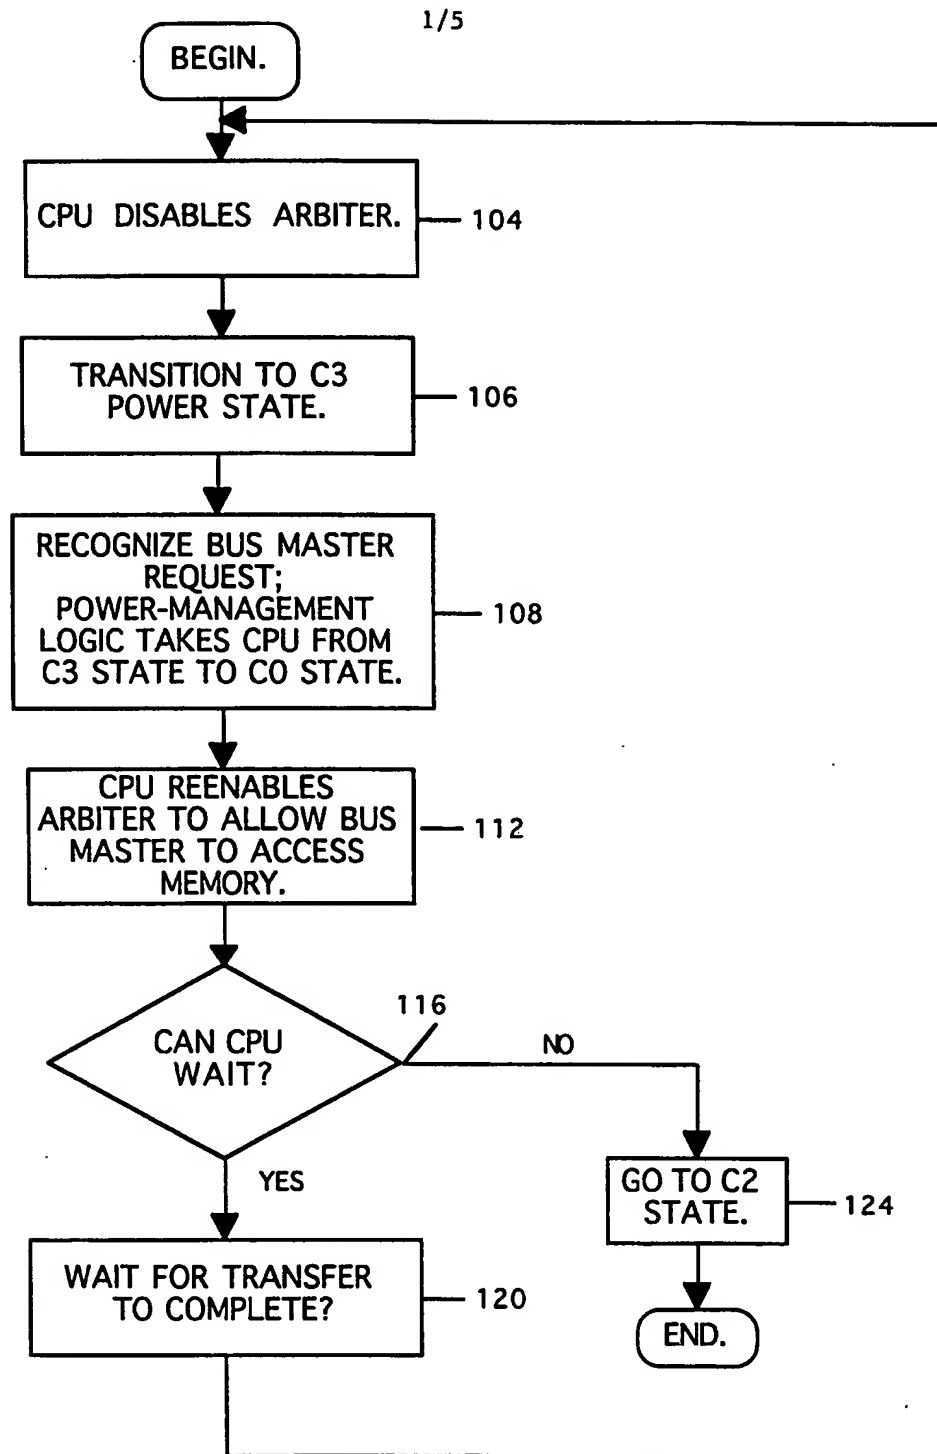 1/5
BEGIN.
CPU DISABLES ARBITER.
104
TRANSITION TO C3
POWER STATE.
106
RECOGNIZE BUS MASTER
REQUEST;
POWER-MANAGEMENT
LOGIC TAKES CPU FROM
C3 STATE TO C0 STATE.
108
CPU REENABLES
ARBITER TO ALLOW BUS
MASTER TO ACCESS
MEMORY.
112
116
CAN CPU
WAIT?
NO
YES
GO TO C2
STATE.
124
WAIT FOR TRANSFER
TO COMPLETE?
120
END.